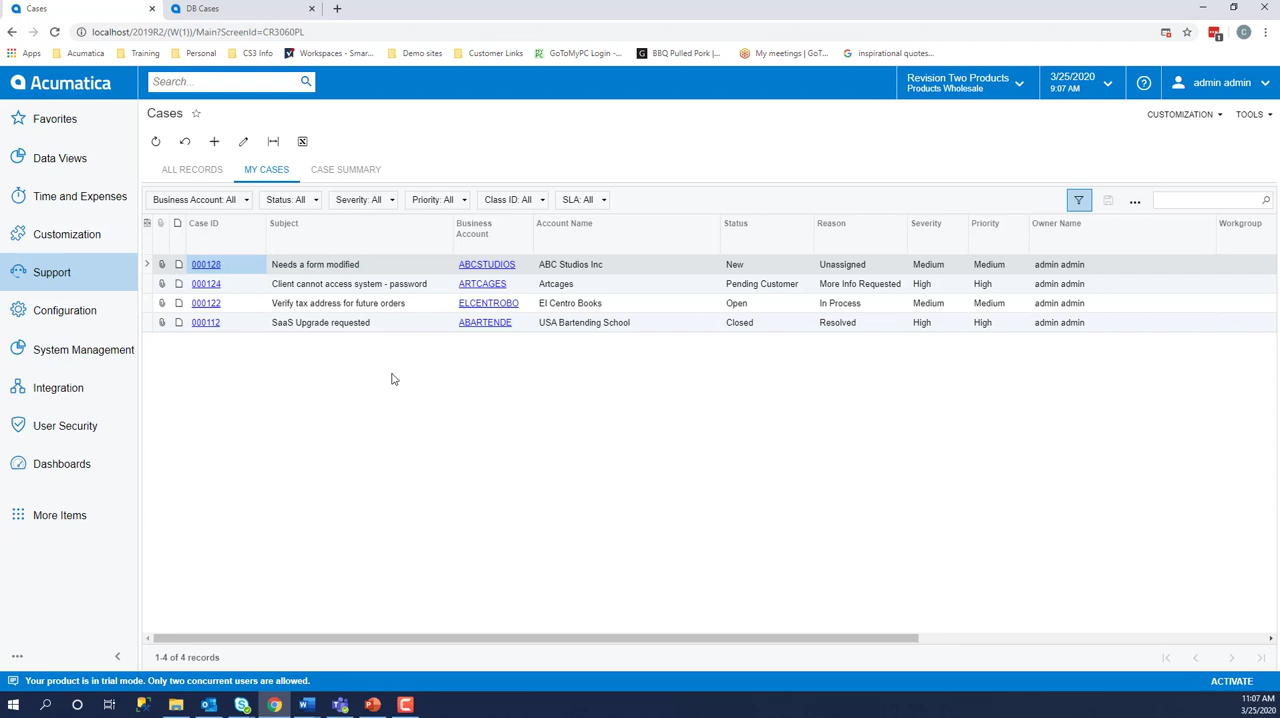 Cases
DB Cases
localhost/2019R2/(W(1))/Main?ScreenId=CR3060PL
Apps
Acumatica
Training
Personal
CS3 Info
Workspaces - Smar...
Demo sites
Customer Links
GoToMyPC Login -...
BBQ Pulled Pork |...
My meetings | GoT...
inspirational quotes...
Acumatica
Search...
Revision Two Products
Products Wholesale
3/25/2020
9:07 AM
admin admin
Favorites
Data Views
Time and Expenses
Customization
Support
Configuration
System Management
Integration
User Security
Dashboards
More Items
Cases
CUSTOMIZATION
TOOLS
ALL RECORDS
MY CASES
CASE SUMMARY
Business Account: All
Status: All
Severity: All
Priority: All
Class ID: All
SLA: All
Case ID Subject Business Account Account Name Status Reason Severity Priority Owner Name Workgroup
000128 Needs a form modified ABCSTUDIOS ABC Studios Inc New Unassigned Medium Medium admin admin
000124 Client cannot access system - password ARTCAGES Artcages Pending Customer More Info Requested High High admin admin
000122 Verify tax address for future orders ELCENTROBO El Centro Books Open In Process Medium Medium admin admin
000112 SaaS Upgrade requested ABARTENDE USA Bartending School Closed Resolved High High admin admin
1-4 of 4 records
Your product is in trial mode. Only two concurrent users are allowed.
ACTIVATE
11:07 AM
3/25/2020